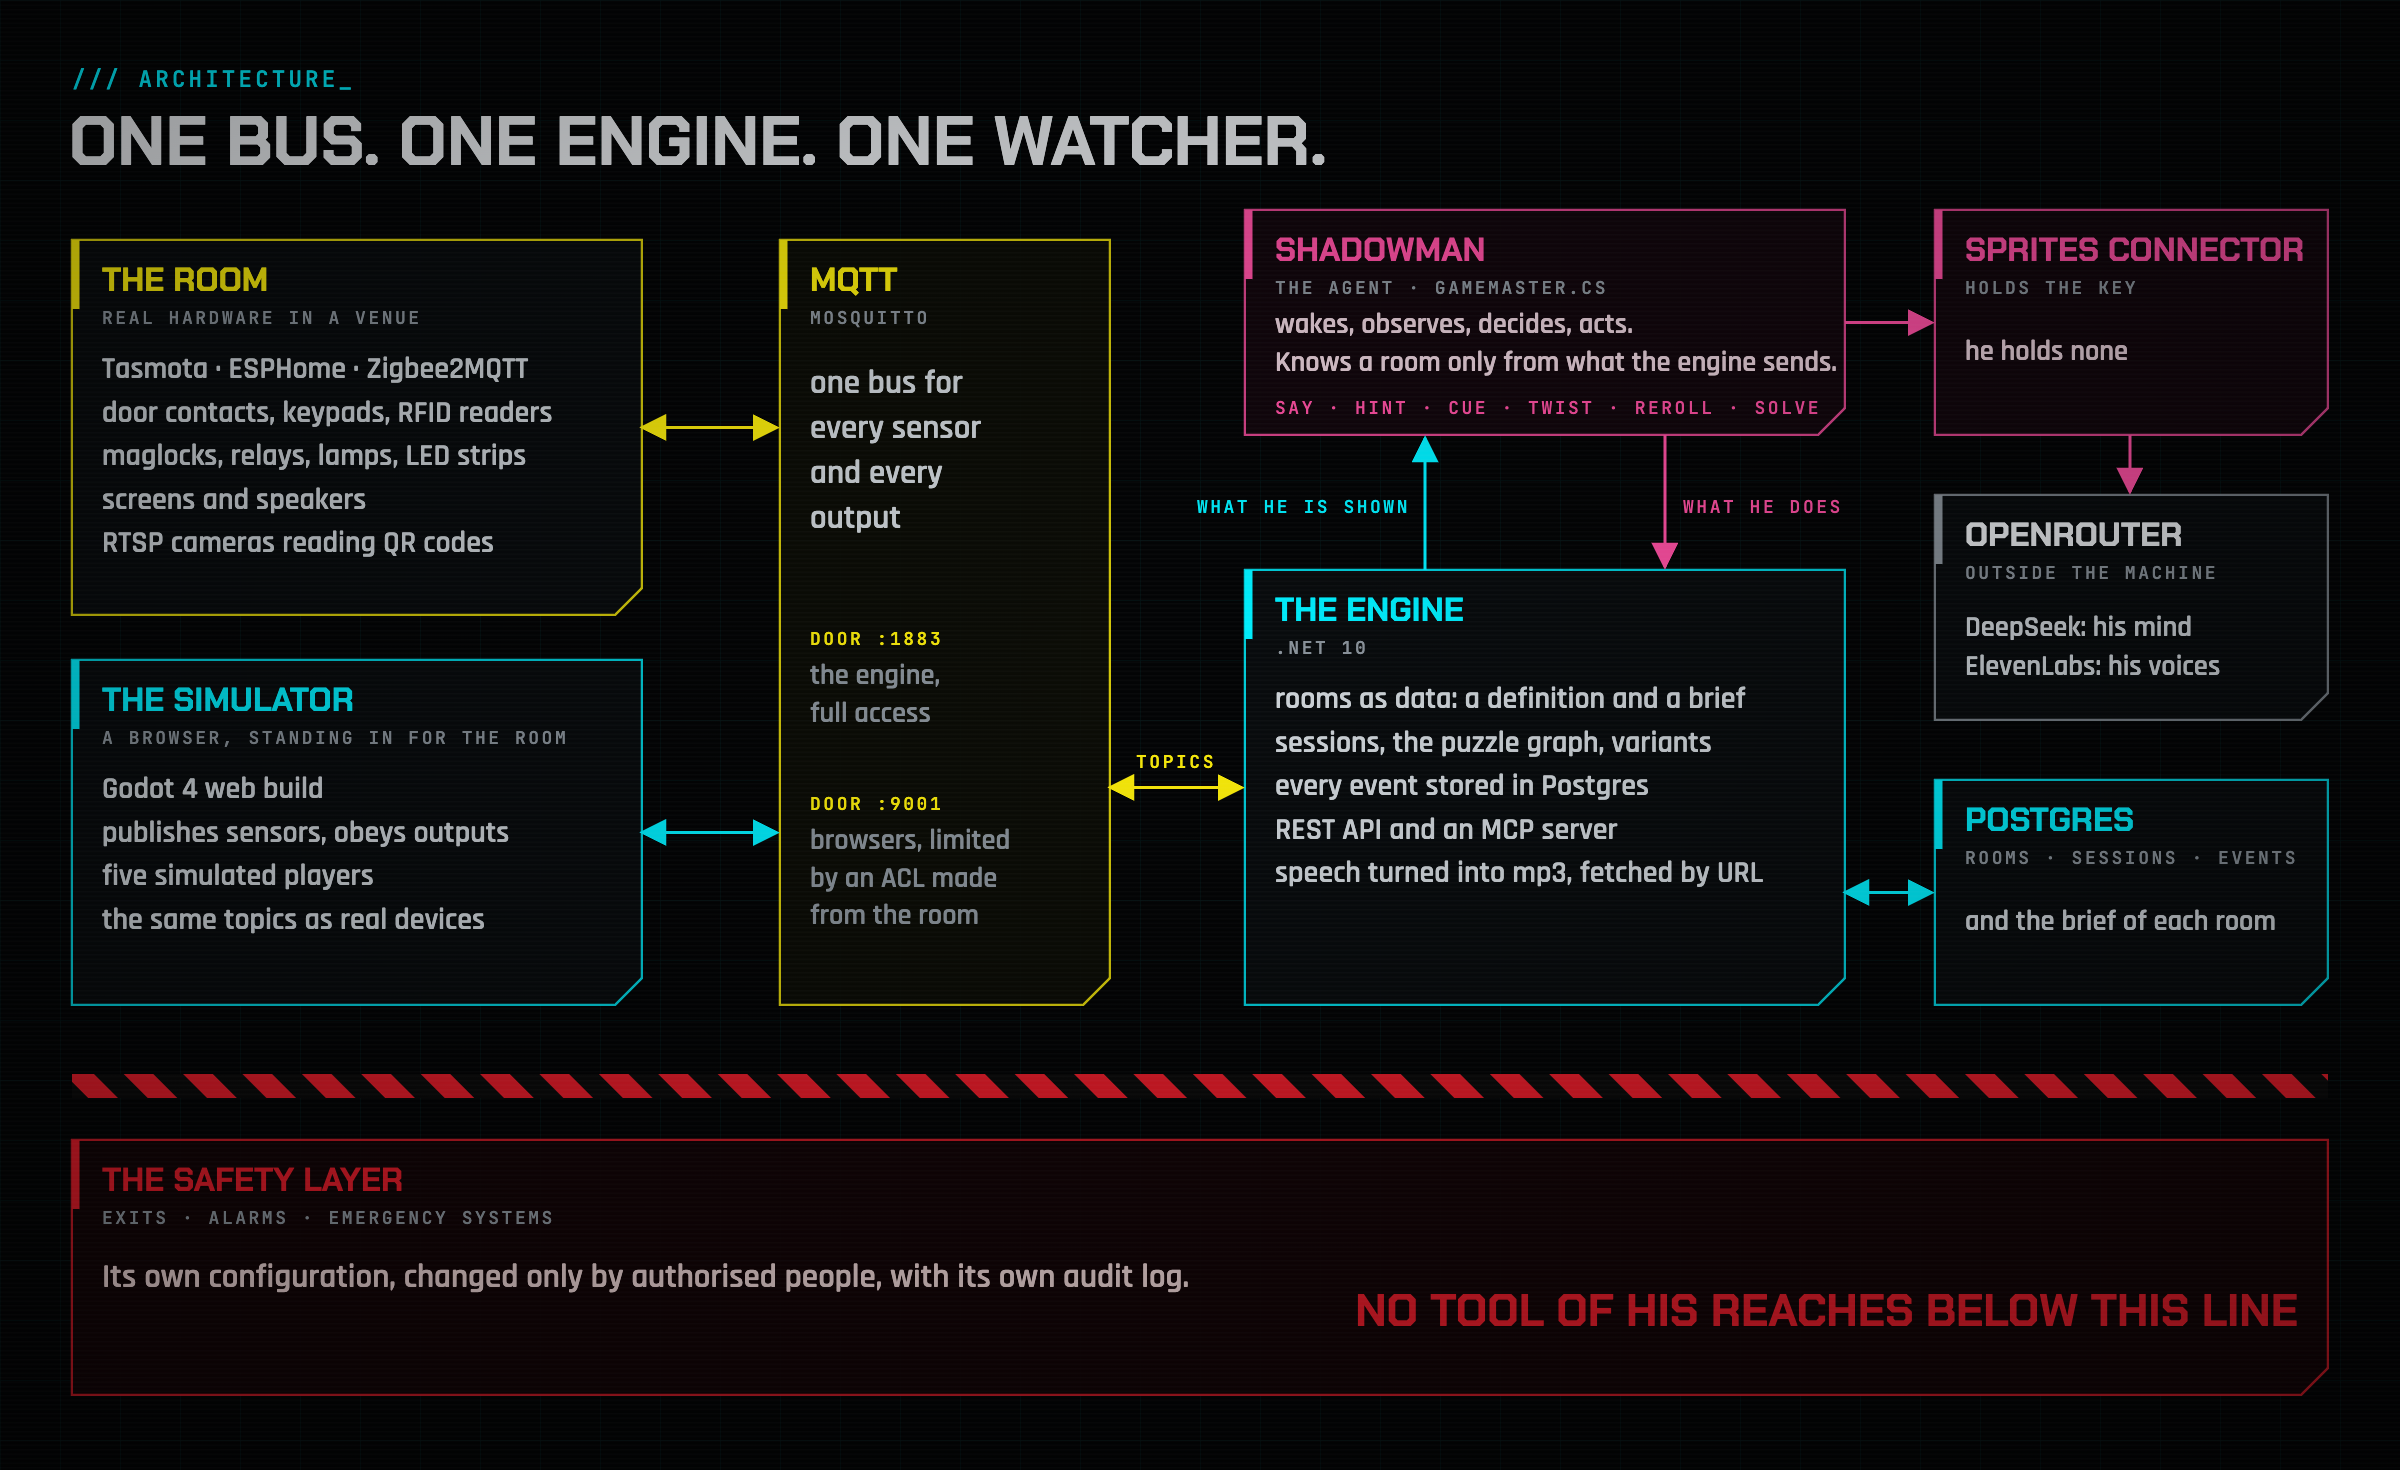 /// ARCHITECTURE_
ONE BUS. ONE ENGINE. ONE WATCHER.
THE ROOM
REAL HARDWARE IN A VENUE
Tasmota · ESPHome · Zigbee2MQTT
door contacts, keypads, RFID readers
maglocks, relays, lamps, LED strips
screens and speakers
RTSP cameras reading QR codes
THE SIMULATOR
A BROWSER, STANDING IN FOR THE ROOM
Godot 4 web build
publishes sensors, obeys outputs
five simulated players
the same topics as real devices
MQTT
MOSQUITTO
one bus for
every sensor
and every
output
DOOR :1883
the engine,
full access
DOOR :9001
browsers, limited
by an ACL made
from the room
TOPICS
SHADOWMAN
THE AGENT · GAMEMASTER.CS
wakes, observes, decides, acts.
Knows a room only from what the engine sends.
SAY · HINT · CUE · TWIST · REROLL · SOLVE
WHAT HE IS SHOWN
WHAT HE DOES
THE ENGINE
.NET 10
rooms as data: a definition and a brief
sessions, the puzzle graph, variants
every event stored in Postgres
REST API and an MCP server
speech turned into mp3, fetched by URL
SPRITES CONNECTOR
HOLDS THE KEY
he holds none
OPENROUTER
OUTSIDE THE MACHINE
DeepSeek: his mind
ElevenLabs: his voices
POSTGRES
ROOMS · SESSIONS · EVENTS
and the brief of each room
THE SAFETY LAYER
EXITS · ALARMS · EMERGENCY SYSTEMS
Its own configuration, changed only by authorised people, with its own audit log.
NO TOOL OF HIS REACHES BELOW THIS LINE